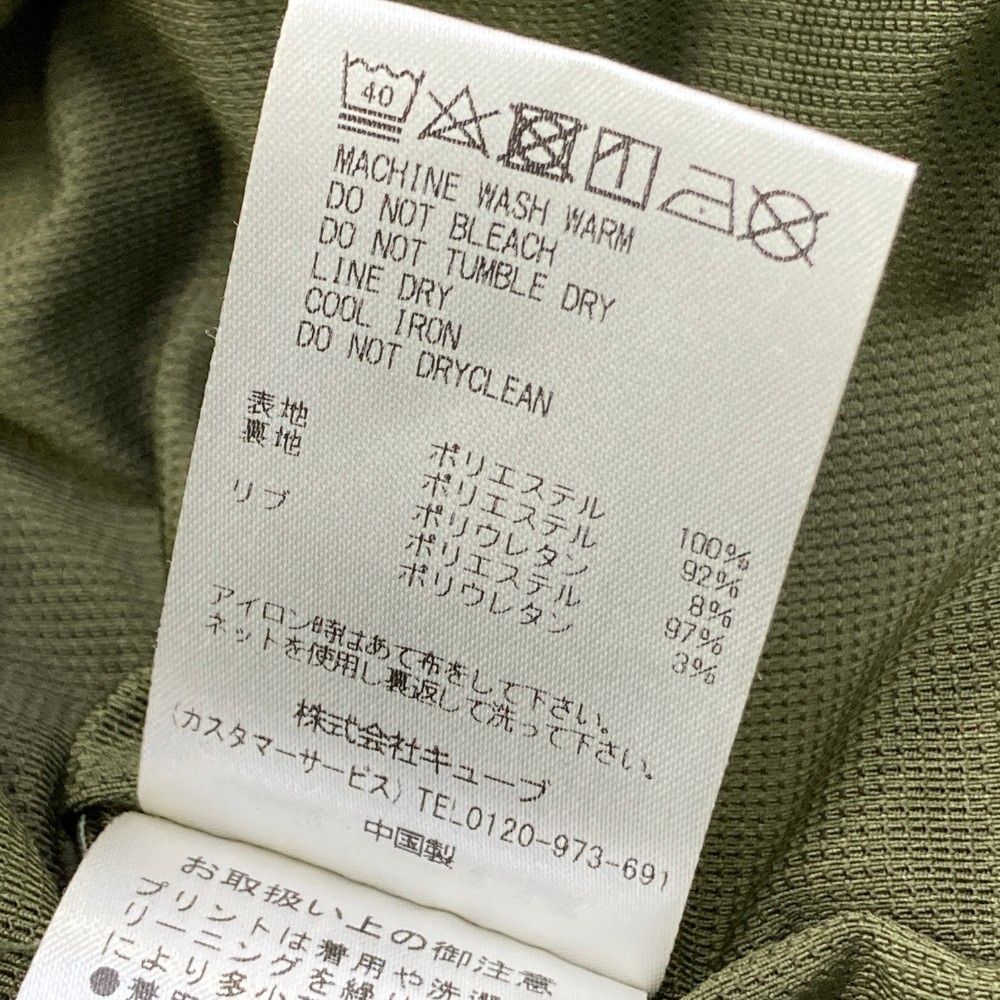 40
MACHINE WASH WARM
DO NOT BLEACH
DO NOT TUMBLE DRY
LINE DRY
COOL IRON
DO NOT DRYCLEAN
表地 ポリエステル 100%
裏地 ポリエステル 92%
ポリウレタン 8%
リブ ポリエステル 97%
ポリウレタン 3%
アイロン時はあて布をして下さい。
ネットを使用し裏返して洗って下さい。
株式会社キューブ
(カスタマーサービス) TEL0120-973-691
中国製
お取扱い上の御注意
プリントは着用や洗濯
リーニングを繰り
により多少
●着用